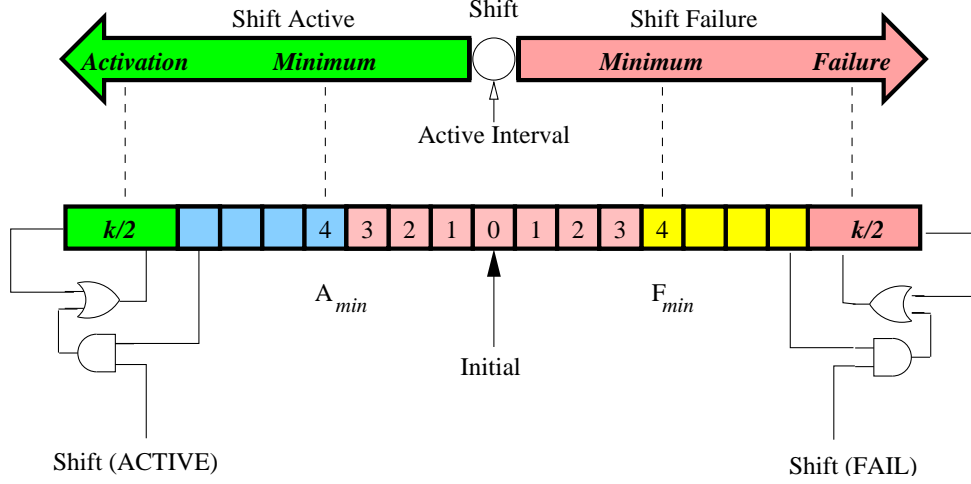 Shift
Shift Active
Shift Failure
Activation Minimum
Minimum Failure
Active Interval
k/2 4 3 2 1 0 1 2 3 4 k/2
A min
F min
Initial
Shift (ACTIVE)
Shift (FAIL)